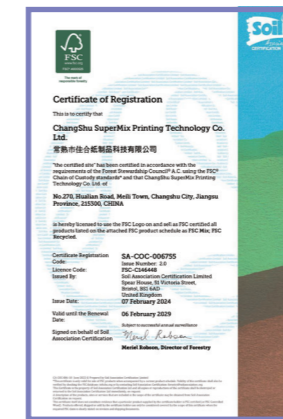 FSC
The mark of
responsible forestry
soil
Association
CERTIFICATION
Certificate of Registration
This is to certify that
ChangShu SuperMix Printing Technology Co.
Ltd.
常熟市佳合纸制品科技有限公司
"the certified site" has been certified in accordance with the
requirements of the Forest Stewardship Council® A.C. using the FSC®
Chain of Custody standards* and that ChangShu SuperMix Printing
Technology Co. Ltd. of
No.278, Hualian Road, Meili Town, Changshu City, Jiangsu
Province, 215500, CHINA
is hereby licensed to use the FSC Logo on and sell as FSC certified all
products listed on the attached FSC product schedule as FSC Mix; FSC
Recycled.
Certificate Registration SA-COC-006755
Code: Issue Number: 2.0
Licence Code: FSC-C146448
Issued By: Soil Association Certification Limited
Spear House, 51 Victoria Street,
Bristol, BS1 6AD
United Kingdom
Issue Date: 07 February 2024
Valid until the Renewal 06 February 2029
Date: Subject to successful annual surveillance
Signed on behalf of Soil
Association Certification
Meriel Robson, Director of Forestry